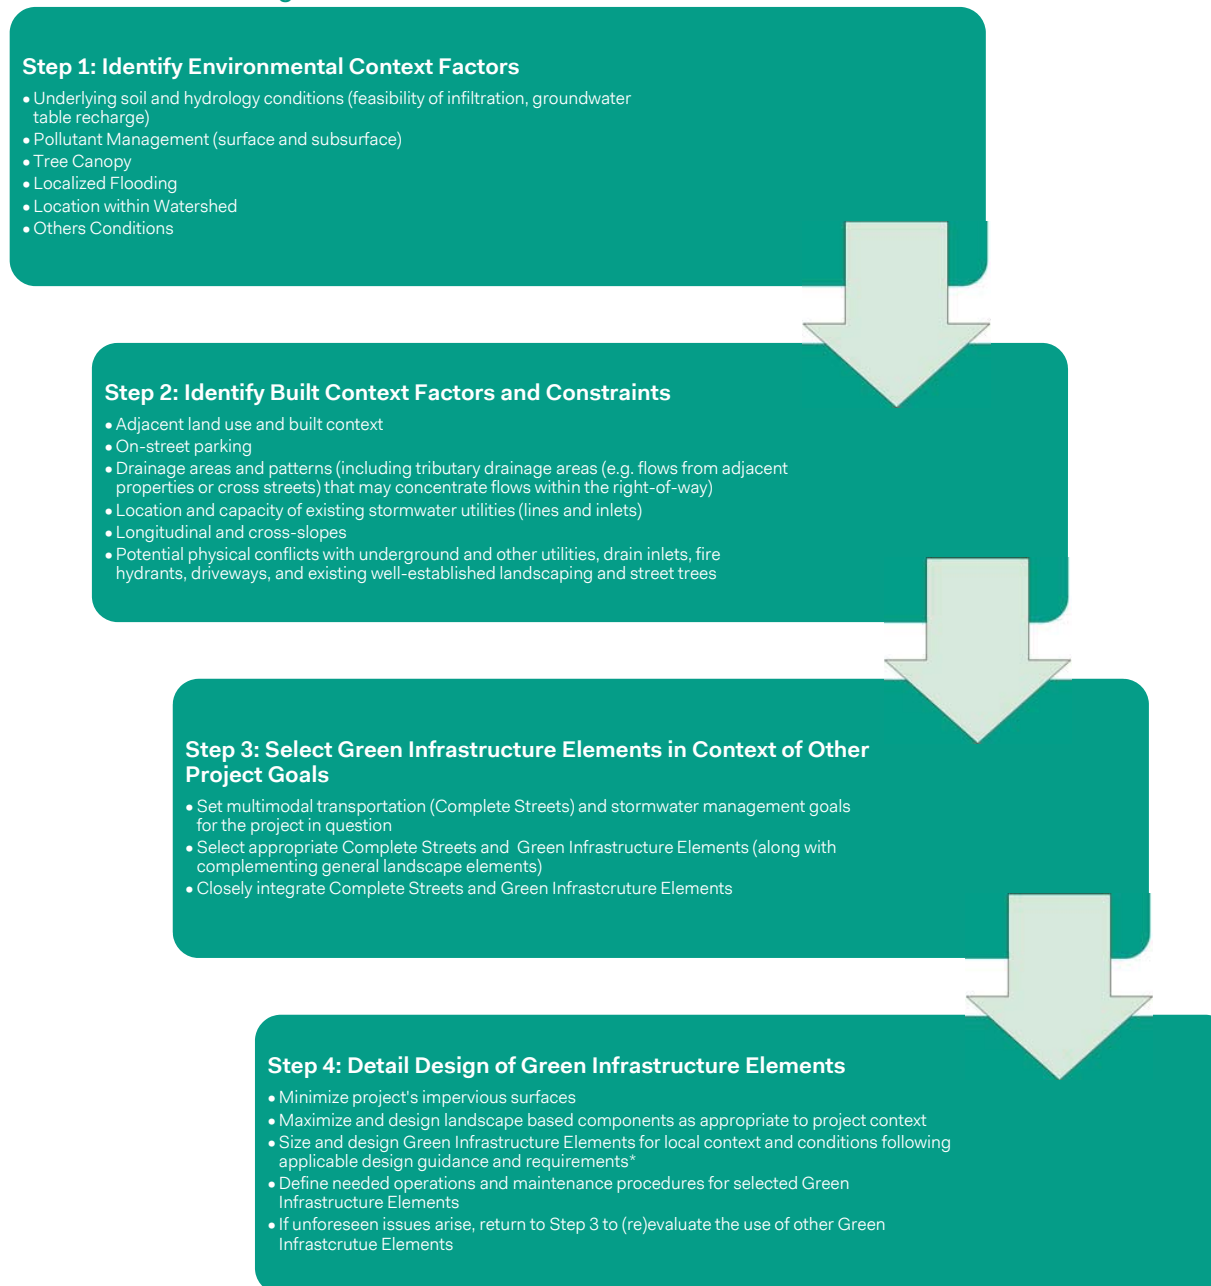 Step 1: Identify Environmental Context Factors
• Underlying soil and hydrology conditions (feasibility of infiltration, groundwater
table recharge)
• Pollutant Management (surface and subsurface)
• Tree Canopy
• Localized Flooding
• Location within Watershed
• Others Conditions
Step 2: Identify Built Context Factors and Constraints
• Adjacent land use and built context
• On-street parking
• Drainage areas and patterns (including tributary drainage areas (e.g. flows from adjacent
properties or cross streets) that may concentrate flows within the right-of-way)
• Location and capacity of existing stormwater utilities (lines and inlets)
• Longitudinal and cross-slopes
• Potential physical conflicts with underground and other utilities, drain inlets, fire
hydrants, driveways, and existing well-established landscaping and street trees
Step 3: Select Green Infrastructure Elements in Context of Other
Project Goals
• Set multimodal transportation (Complete Streets) and stormwater management goals
for the project in question
• Select appropriate Complete Streets and Green Infrastructure Elements (along with
complementing general landscape elements)
• Closely integrate Complete Streets and Green Infrastcruture Elements
Step 4: Detail Design of Green Infrastructure Elements
• Minimize project's impervious surfaces
• Maximize and design landscape based components as appropriate to project context
• Size and design Green Infrastructure Elements for local context and conditions following
applicable design guidance and requirements*
• Define needed operations and maintenance procedures for selected Green
Infrastructure Elements
• If unforeseen issues arise, return to Step 3 to (re)evaluate the use of other Green
Infrastcrutue Elements